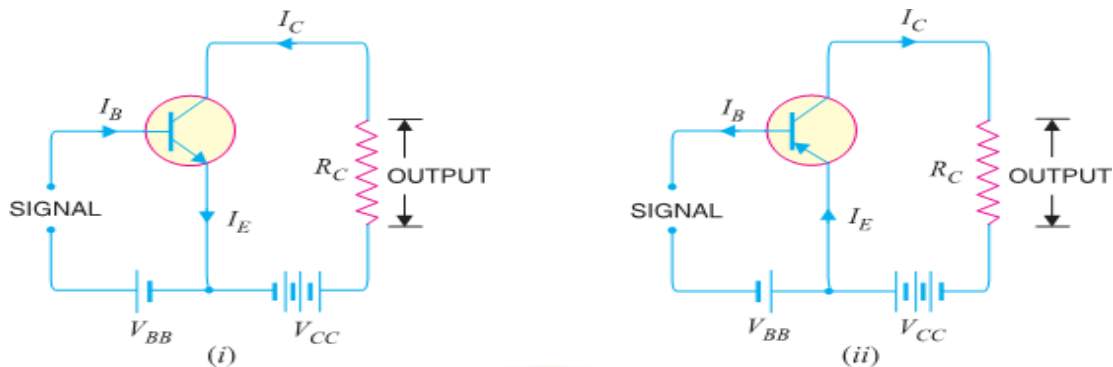 I_C
I_B
SIGNAL
R_C
OUTPUT
I_E
V_BB
V_CC
(i)
I_C
I_B
SIGNAL
R_C
OUTPUT
I_E
V_BB
V_CC
(ii)